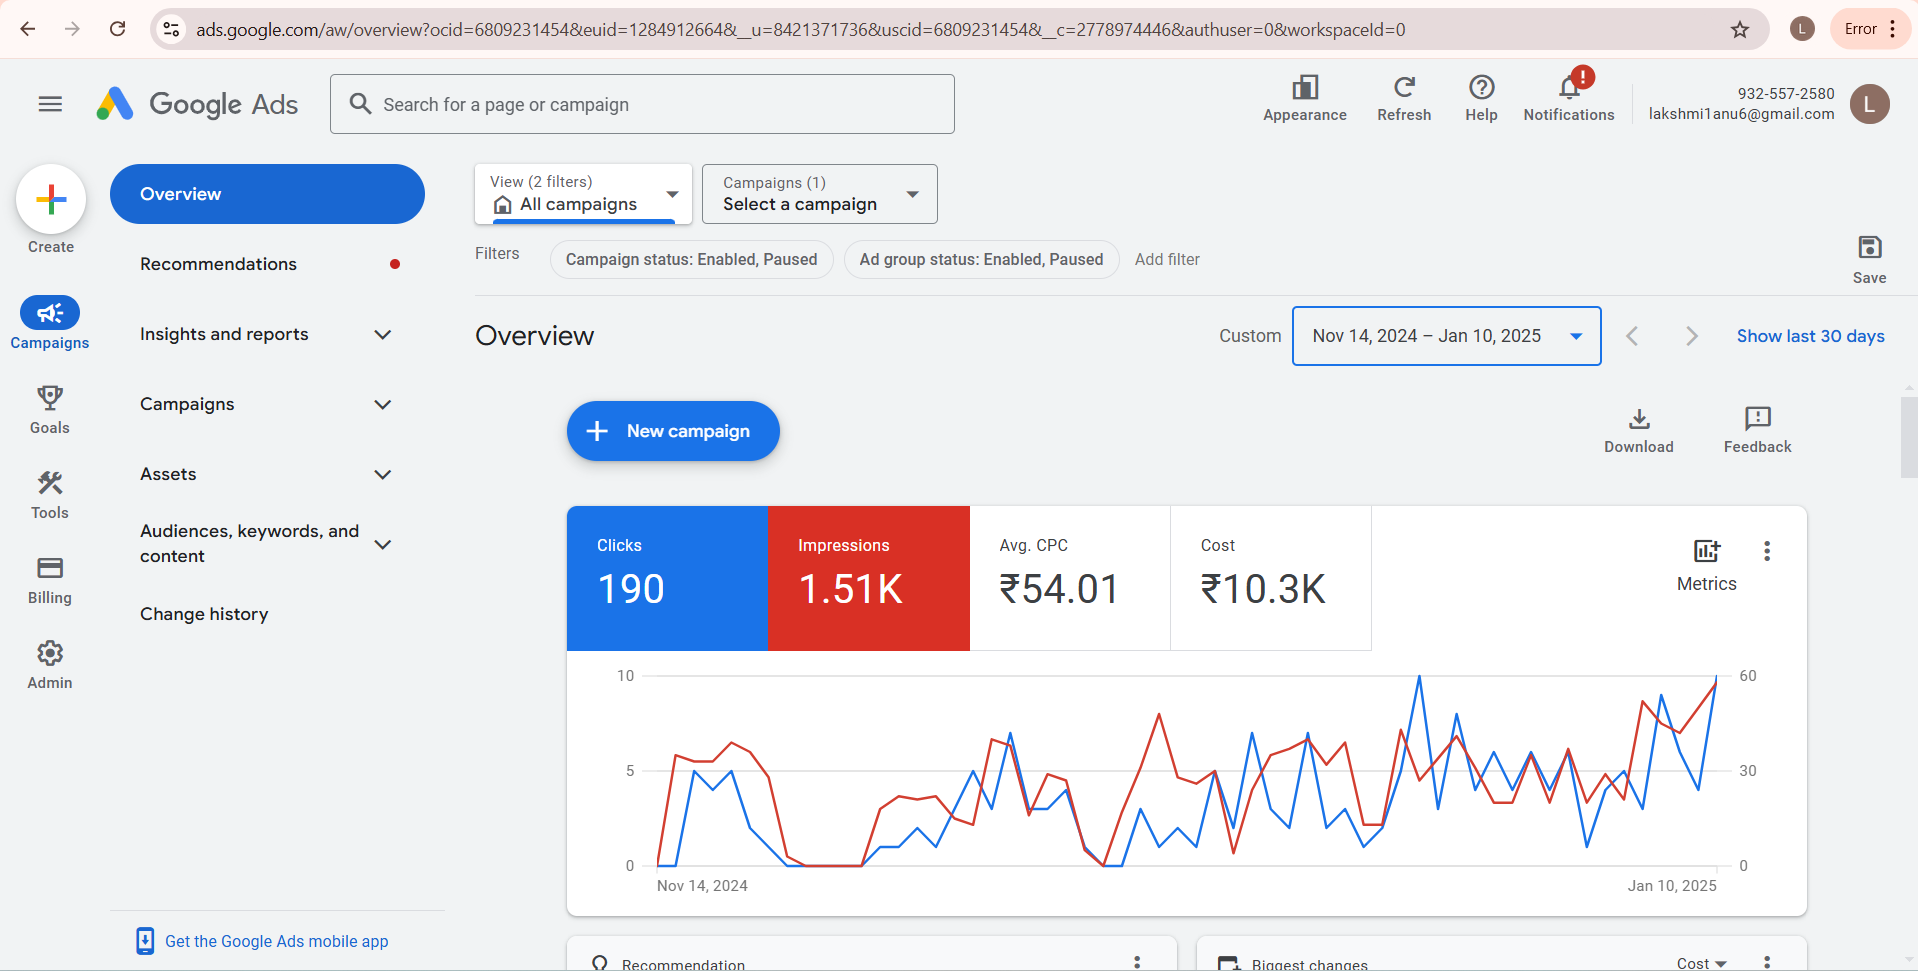 ads.google.com/aw/overview?ocid=6809231454&euid=1284912664&__u=8421371736&uscid=6809231454&__c=2778974446&authuser=0&workspaceId=0
L
Error
Google Ads
Search for a page or campaign
Appearance
Refresh
Help
Notifications
932-557-2580
lakshmi1anu6@gmail.com
L
Create
Campaigns
Goals
Tools
Billing
Admin
Overview
Recommendations
Insights and reports
Campaigns
Assets
Audiences, keywords, and
content
Change history
Get the Google Ads mobile app
View (2 filters)
All campaigns
Campaigns (1)
Select a campaign
Filters
Campaign status: Enabled, Paused
Ad group status: Enabled, Paused
Add filter
Save
Overview
Custom
Nov 14, 2024 – Jan 10, 2025
Show last 30 days
New campaign
Download
Feedback
Clicks
190
Impressions
1.51K
Avg. CPC
₹54.01
Cost
₹10.3K
Metrics
10
5
0
60
30
0
Nov 14, 2024
Jan 10, 2025
Recommendation
Biggest changes
Cost